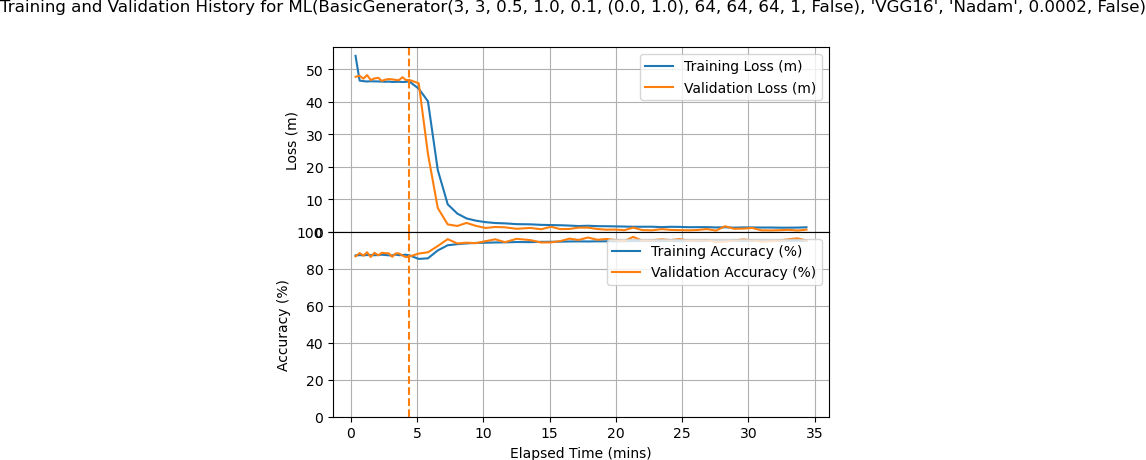 Training and Validation History for ML(BasicGenerator(3, 3, 0.5, 1.0, 0.1, (0.0, 1.0), 64, 64, 64, 1, False), 'VGG16', 'Nadam', 0.0002, False)
50
40
30
20
10
0
Loss (m)
Training Loss (m)
Validation Loss (m)
100
80
60
40
20
0
Accuracy (%)
Training Accuracy (%)
Validation Accuracy (%)
0 5 10 15 20 25 30 35
Elapsed Time (mins)